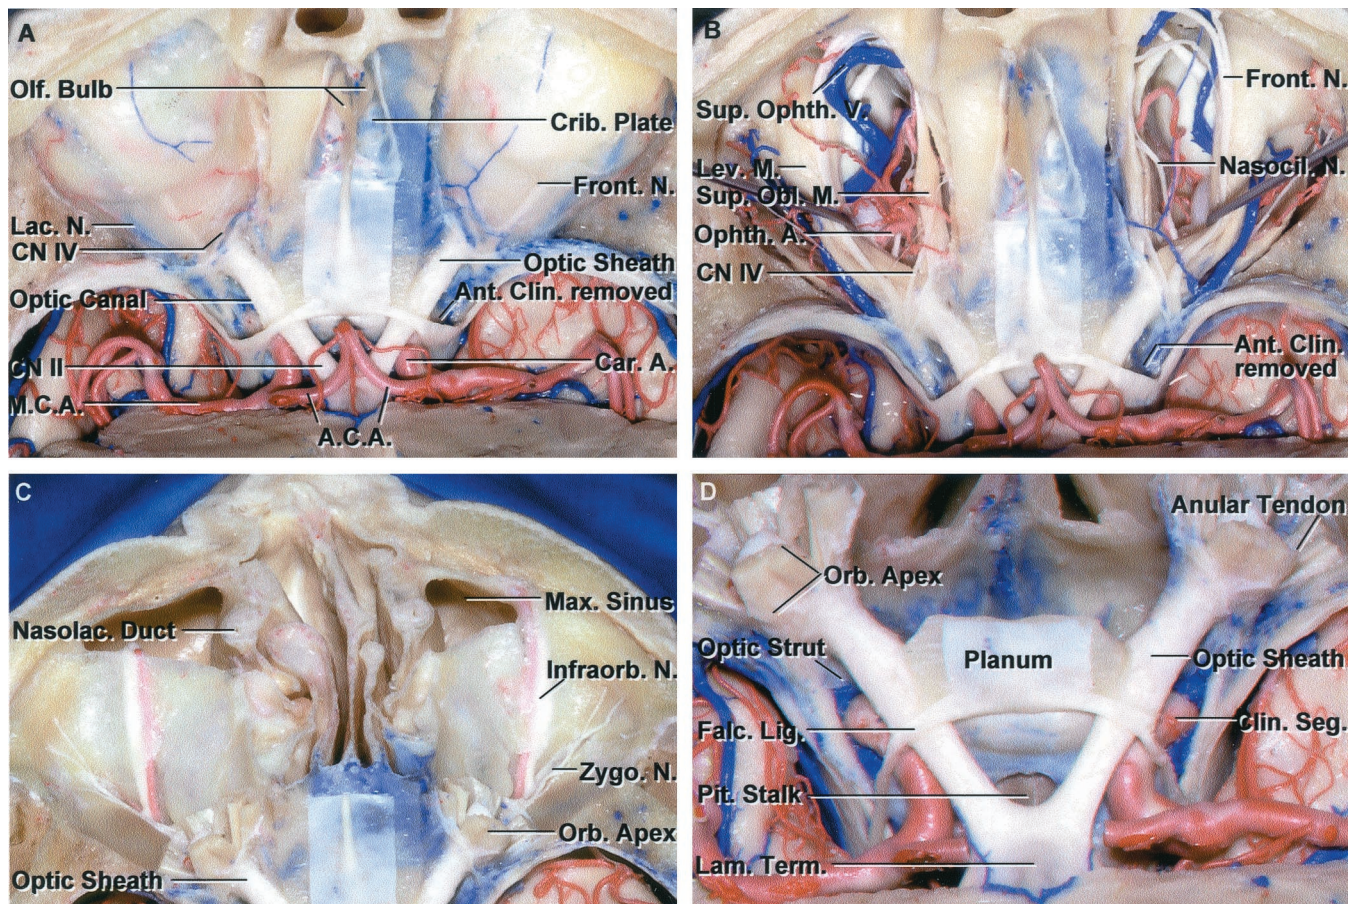 A
Olf. Bulb
Crib. Plate
Front. N.
Lac. N.
CN IV
Optic Sheath
Optic Canal
Ant. Clin. removed
CN II
Car. A.
M.C.A.
A.C.A.
B
Front. N.
Sup. Ophth. V.
Lev. M.
Nasocil. N.
Sup. Obl. M.
Ophth. A.
CN IV
Ant. Clin.
removed
C
Max. Sinus
Nasolac. Duct
Infraorb. N.
Zygo. N.
Orb. Apex
Optic Sheath
D
Anular Tendon
Orb. Apex
Optic Strut
Planum
Optic Sheath
Falc. Lig.
Clin. Seg.
Pit. Stalk
Lam. Term.